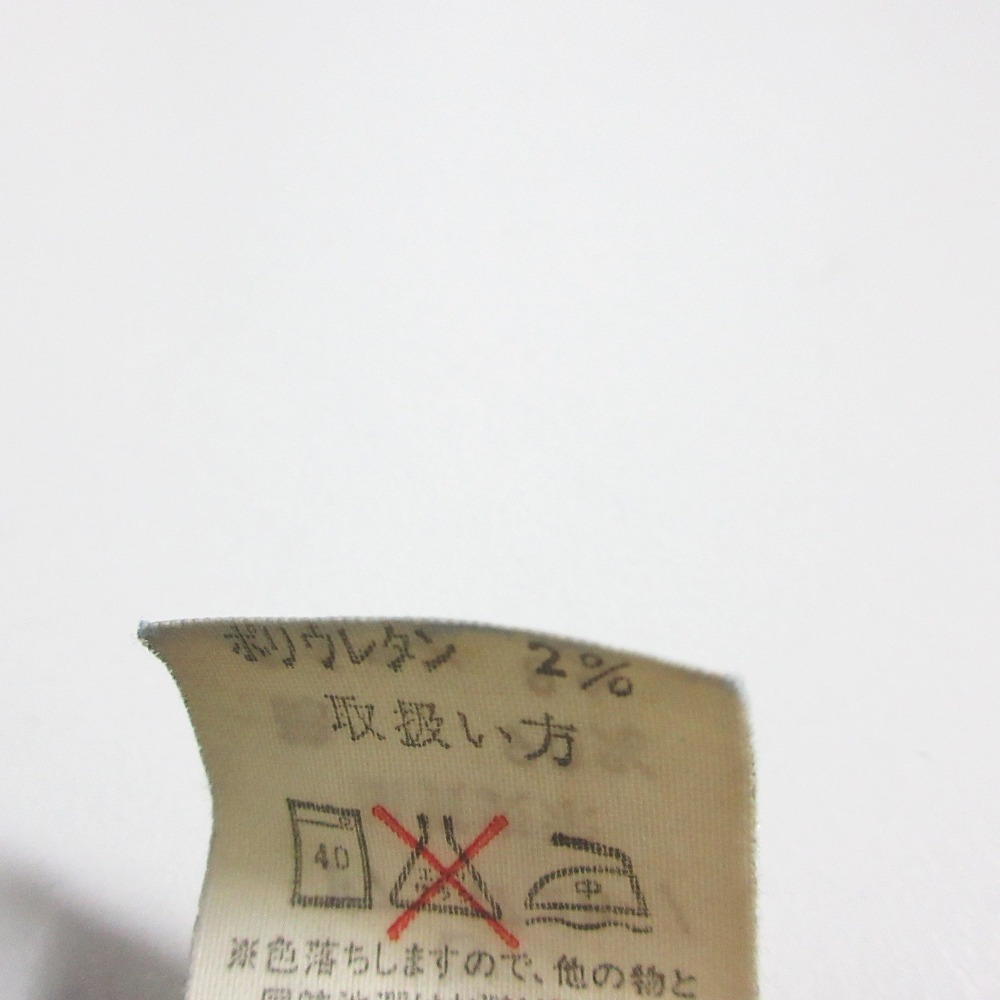 ポリウレタン 2%
取扱い方
40 中
※色落ちしますので、他の物と